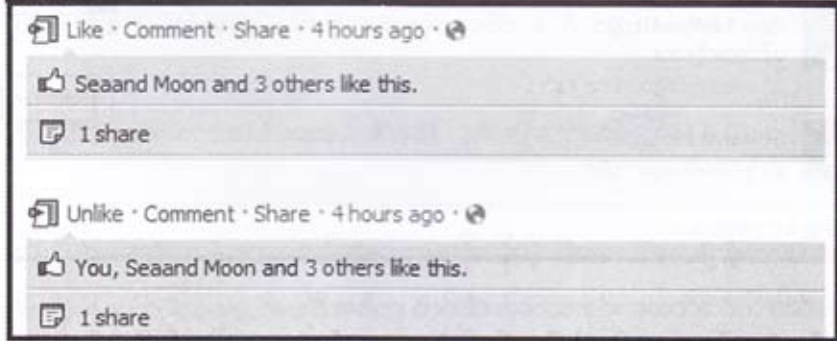 Like · Comment · Share · 4 hours ago ·
Seaand Moon and 3 others like this.
1 share
Unlike · Comment · Share · 4 hours ago ·
You, Seaand Moon and 3 others like this.
1 share